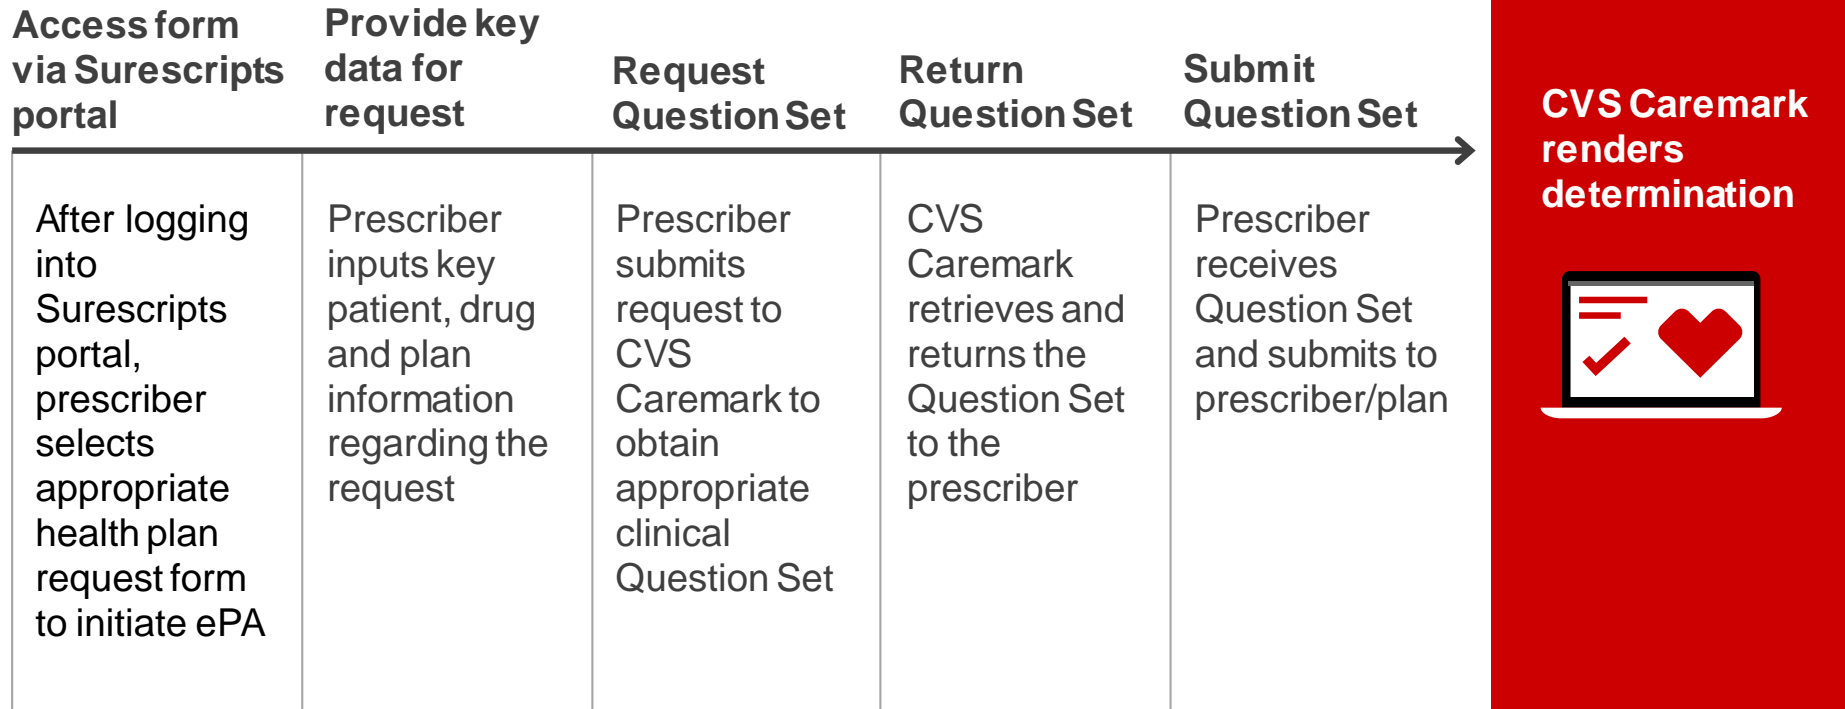 Access form
via Surescripts
portal
Provide key
data for
request
Request
Question Set
Return
Question Set
Submit
Question Set
CVS Caremark
renders
determination
After logging
into
Surescripts
portal,
prescriber
selects
appropriate
health plan
request form
to initiate ePA
Prescriber
inputs key
patient, drug
and plan
information
regarding the
request
Prescriber
submits
request to
CVS
Caremark to
obtain
appropriate
clinical
Question Set
CVS
Caremark
retrieves and
returns the
Question Set
to the
prescriber
Prescriber
receives
Question Set
and submits to
prescriber/plan